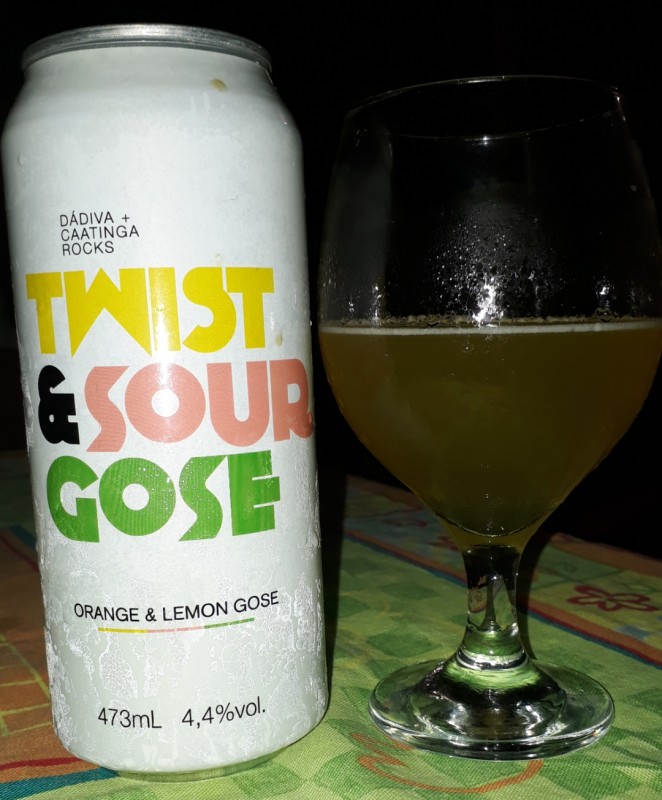 DÁDIVA +
CAATINGA
ROCKS
TWIST
& SOUR
GOSE
ORANGE & LEMON GOSE
473mL 4,4%vol.